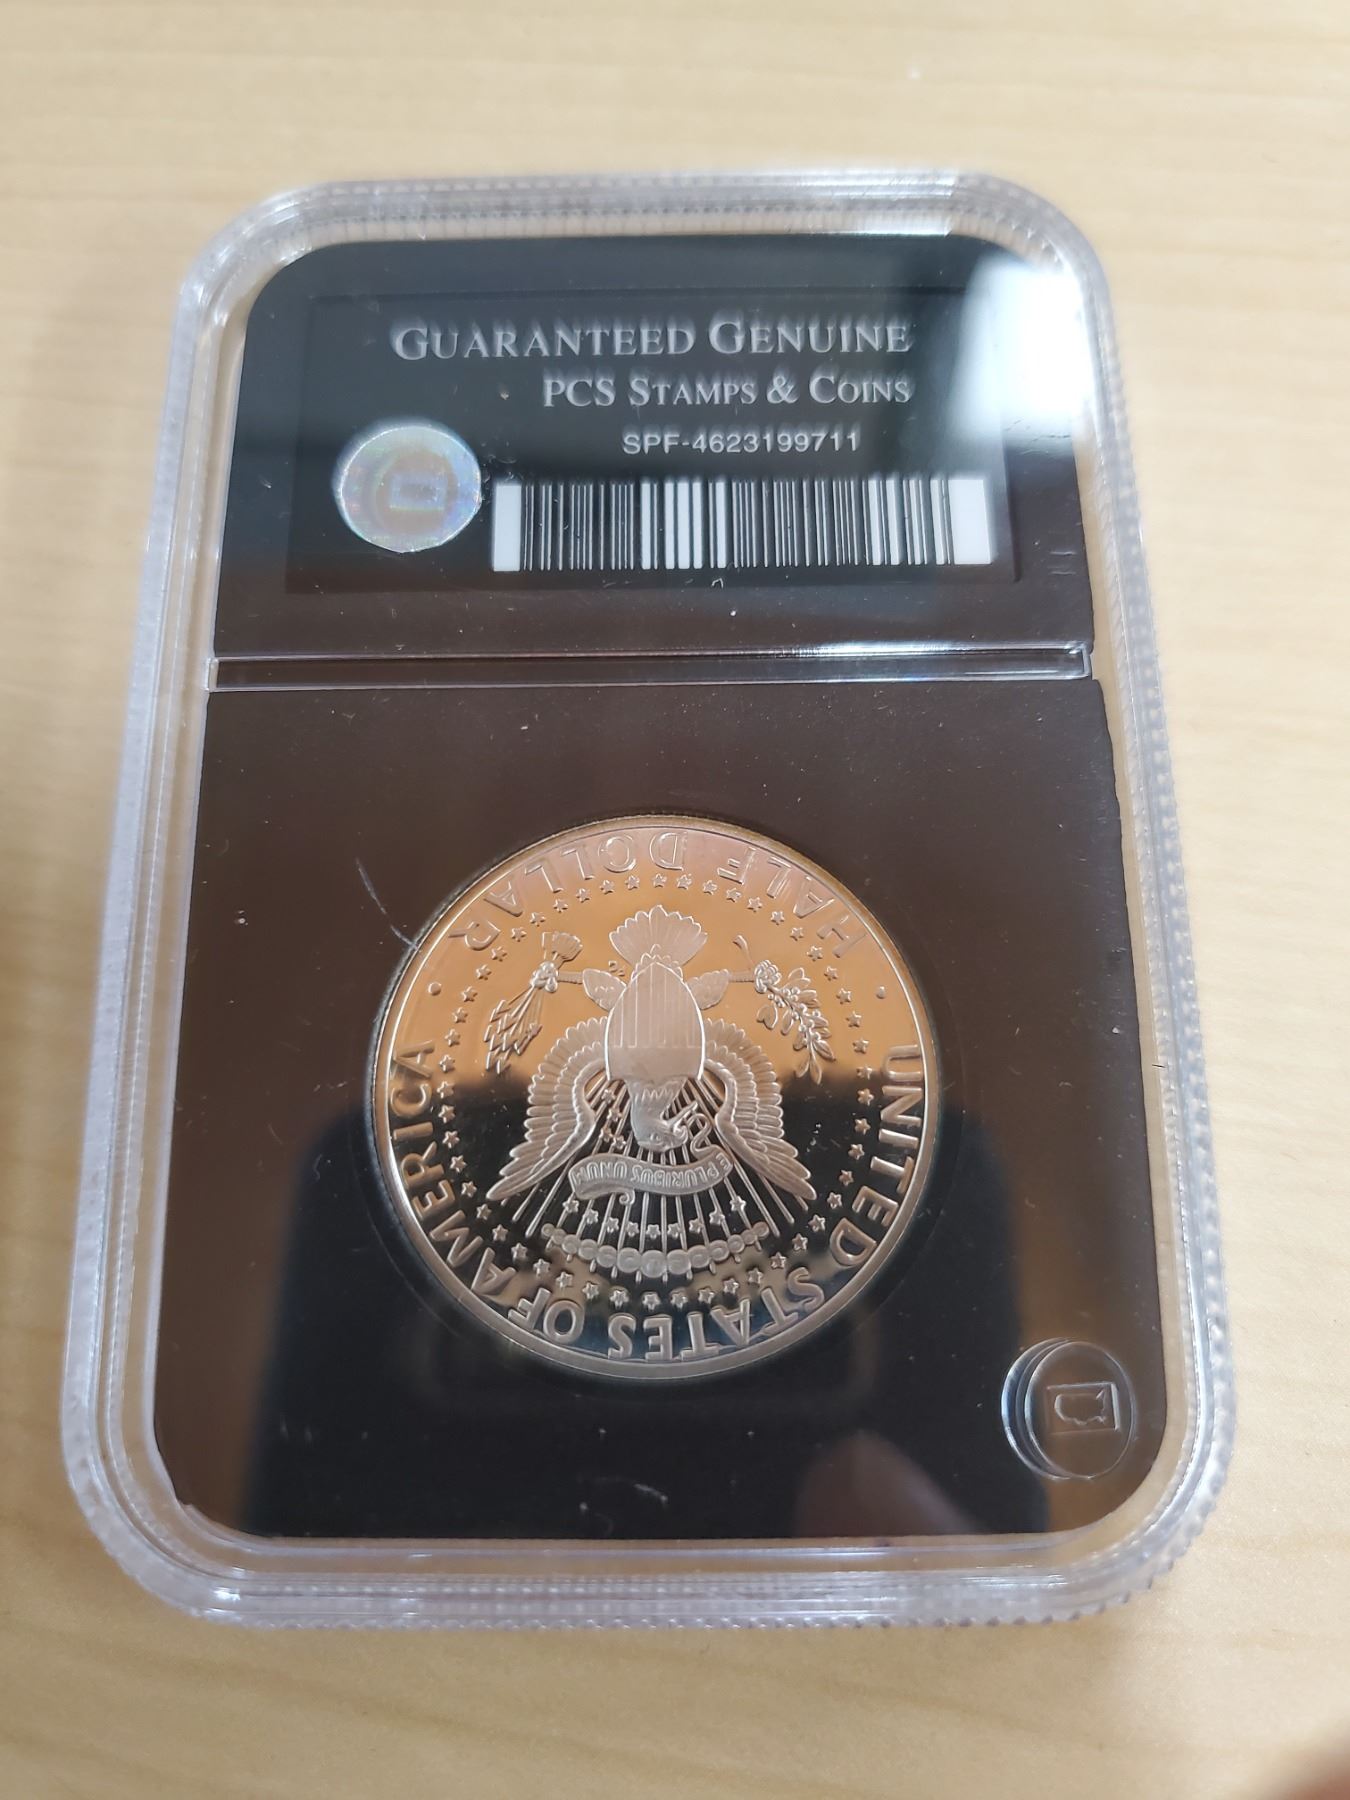 GUARANTEED GENUINE
PCS STAMPS & COINS
SPF-4623199711
HALF DOLLAR
E PLURIBUS UNUM
UNITED STATES OF AMERICA